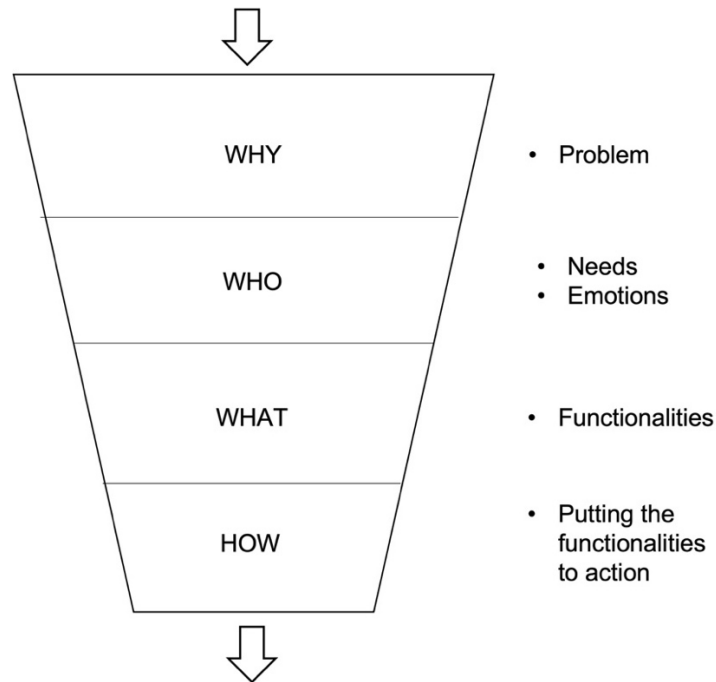 WHY
• Problem
WHO
• Needs
• Emotions
WHAT
• Functionalities
HOW
• Putting the
functionalities
to action